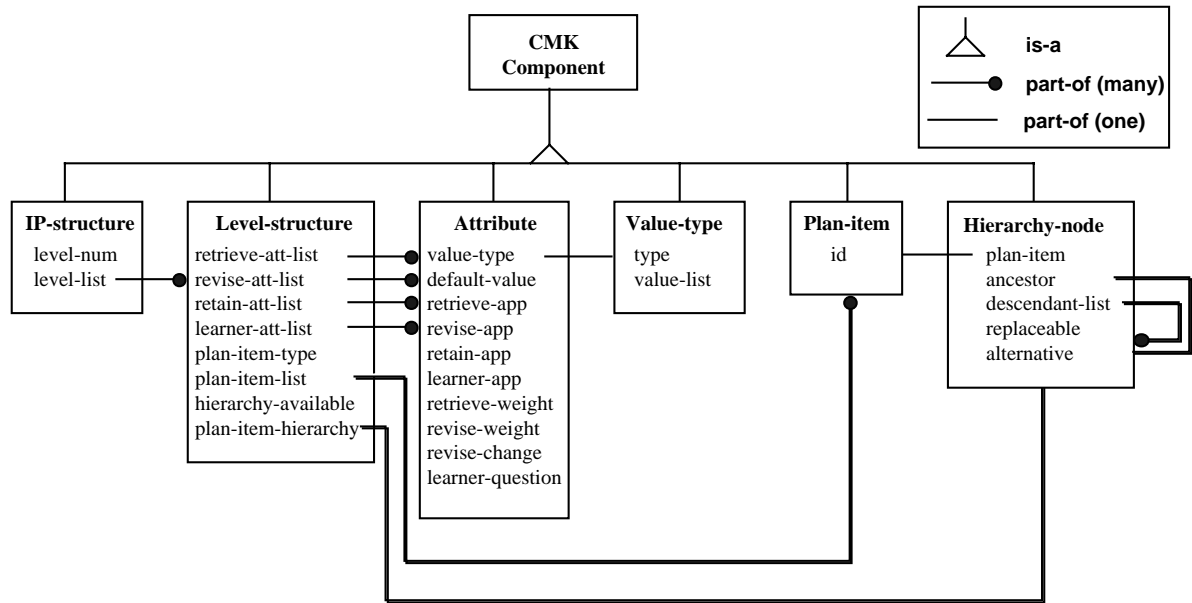 CMK
Component
is-a
part-of (many)
part-of (one)
IP-structure
level-num
level-list
Level-structure
retrieve-att-list
revise-att-list
retain-att-list
learner-att-list
plan-item-type
plan-item-list
hierarchy-available
plan-item-hierarchy
Attribute
value-type
default-value
retrieve-app
revise-app
retain-app
learner-app
retrieve-weight
revise-weight
revise-change
learner-question
Value-type
type
value-list
Plan-item
id
Hierarchy-node
plan-item
ancestor
descendant-list
replaceable
alternative